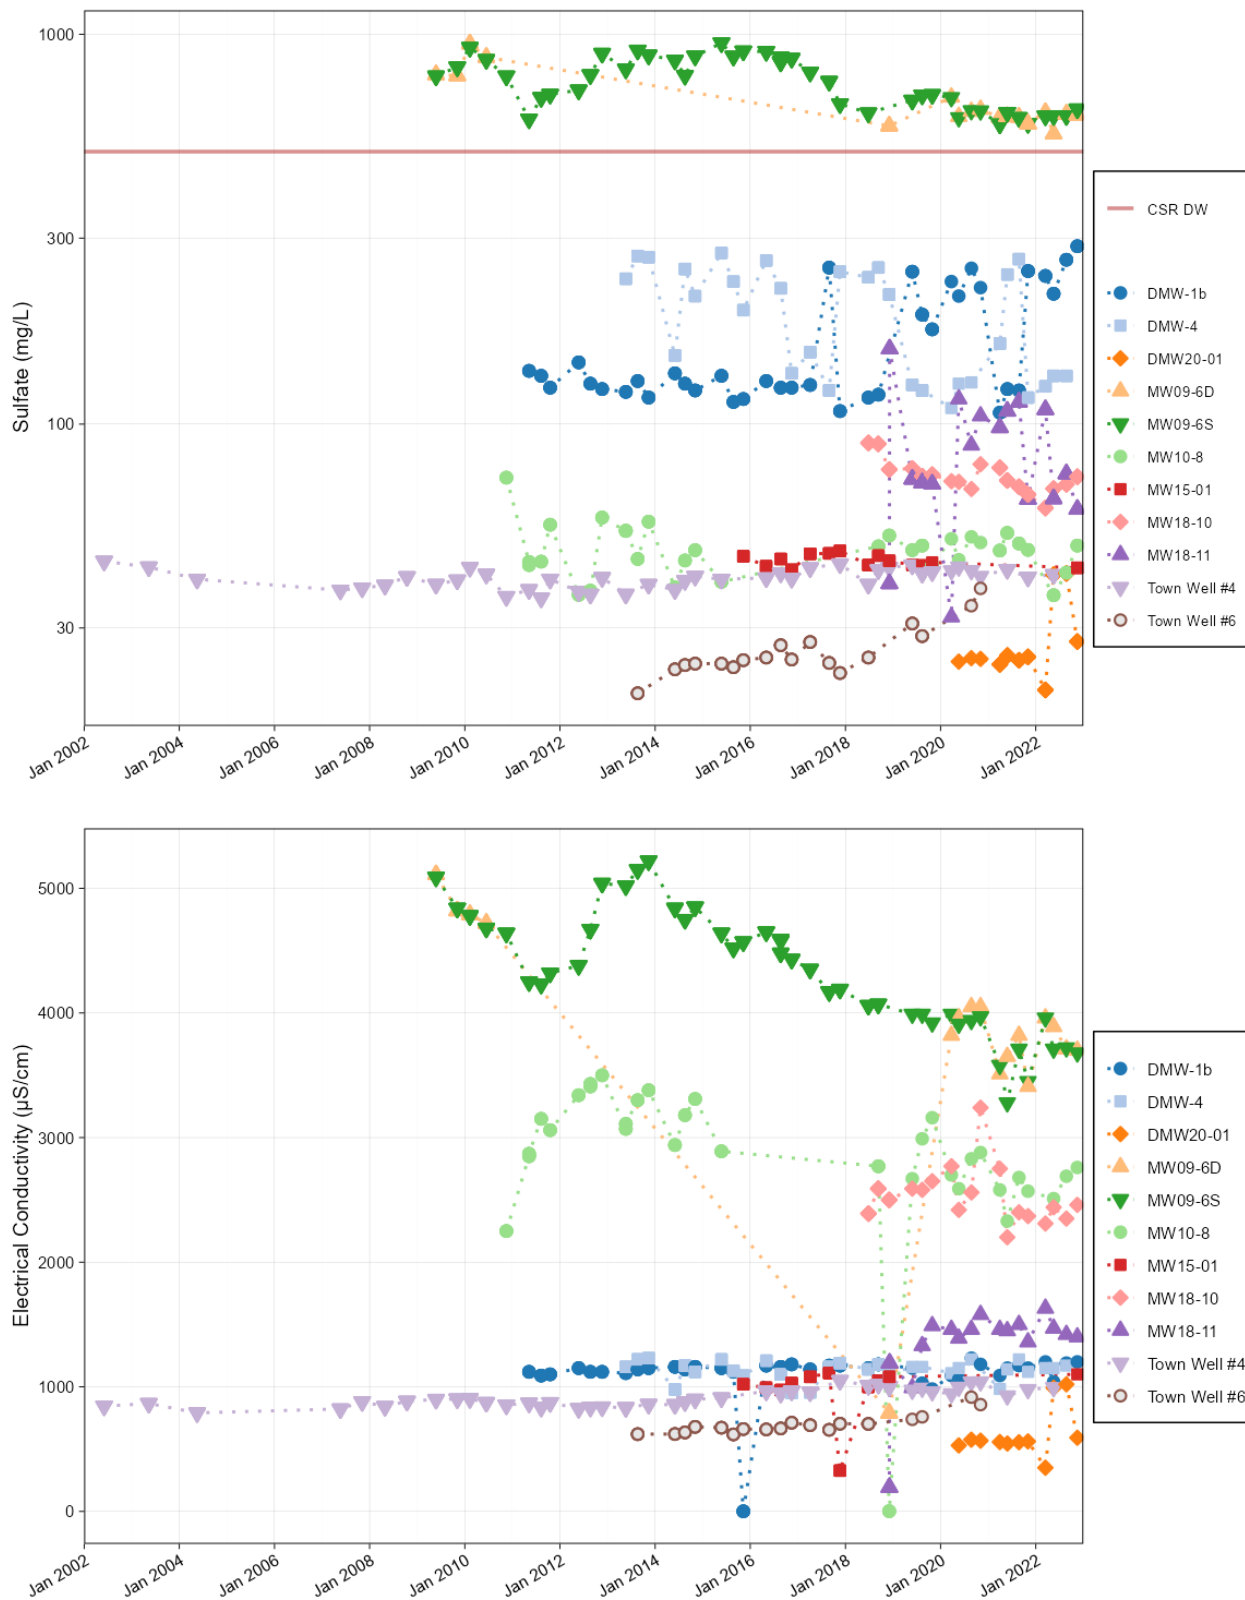 1000
300
100
30
Sulfate (mg/L)
Jan 2002
Jan 2004
Jan 2006
Jan 2008
Jan 2010
Jan 2012
Jan 2014
Jan 2016
Jan 2018
Jan 2020
Jan 2022
CSR DW
DMW-1b
DMW-4
DMW20-01
MW09-6D
MW09-6S
MW10-8
MW15-01
MW18-10
MW18-11
Town Well #4
Town Well #6
5000
4000
3000
2000
1000
0
Electrical Conductivity (µS/cm)
Jan 2002
Jan 2004
Jan 2006
Jan 2008
Jan 2010
Jan 2012
Jan 2014
Jan 2016
Jan 2018
Jan 2020
Jan 2022
DMW-1b
DMW-4
DMW20-01
MW09-6D
MW09-6S
MW10-8
MW15-01
MW18-10
MW18-11
Town Well #4
Town Well #6